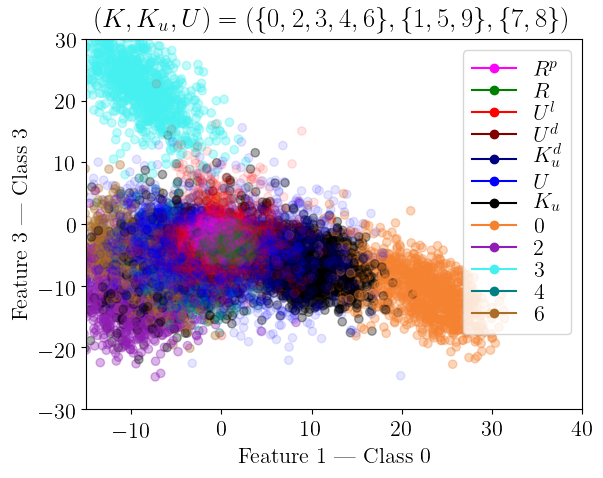 (K, K_u, U) = ({0, 2, 3, 4, 6}, {1, 5, 9}, {7, 8})
30
20
10
0
−10
−20
−30
Feature 3 — Class 3
R^p
R
U^l
U^d
K_u^d
U
K_u
0
2
3
4
6
−10
0
10
20
30
40
Feature 1 — Class 0